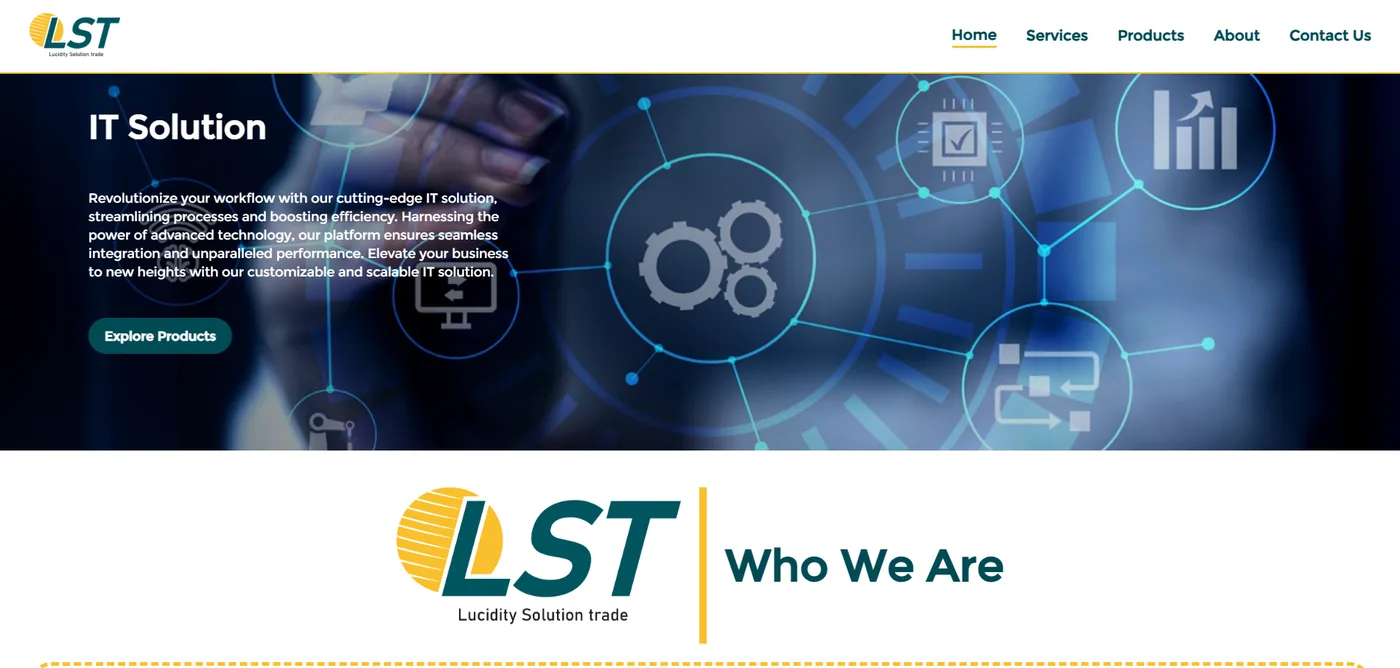 LST
Lucidity Solution trade
Home
Services
Products
About
Contact Us
IT Solution
Revolutionize your workflow with our cutting-edge IT solution,
streamlining processes and boosting efficiency. Harnessing the
power of advanced technology, our platform ensures seamless
integration and unparalleled performance. Elevate your business
to new heights with our customizable and scalable IT solution.
Explore Products
LST
Lucidity Solution trade
Who We Are